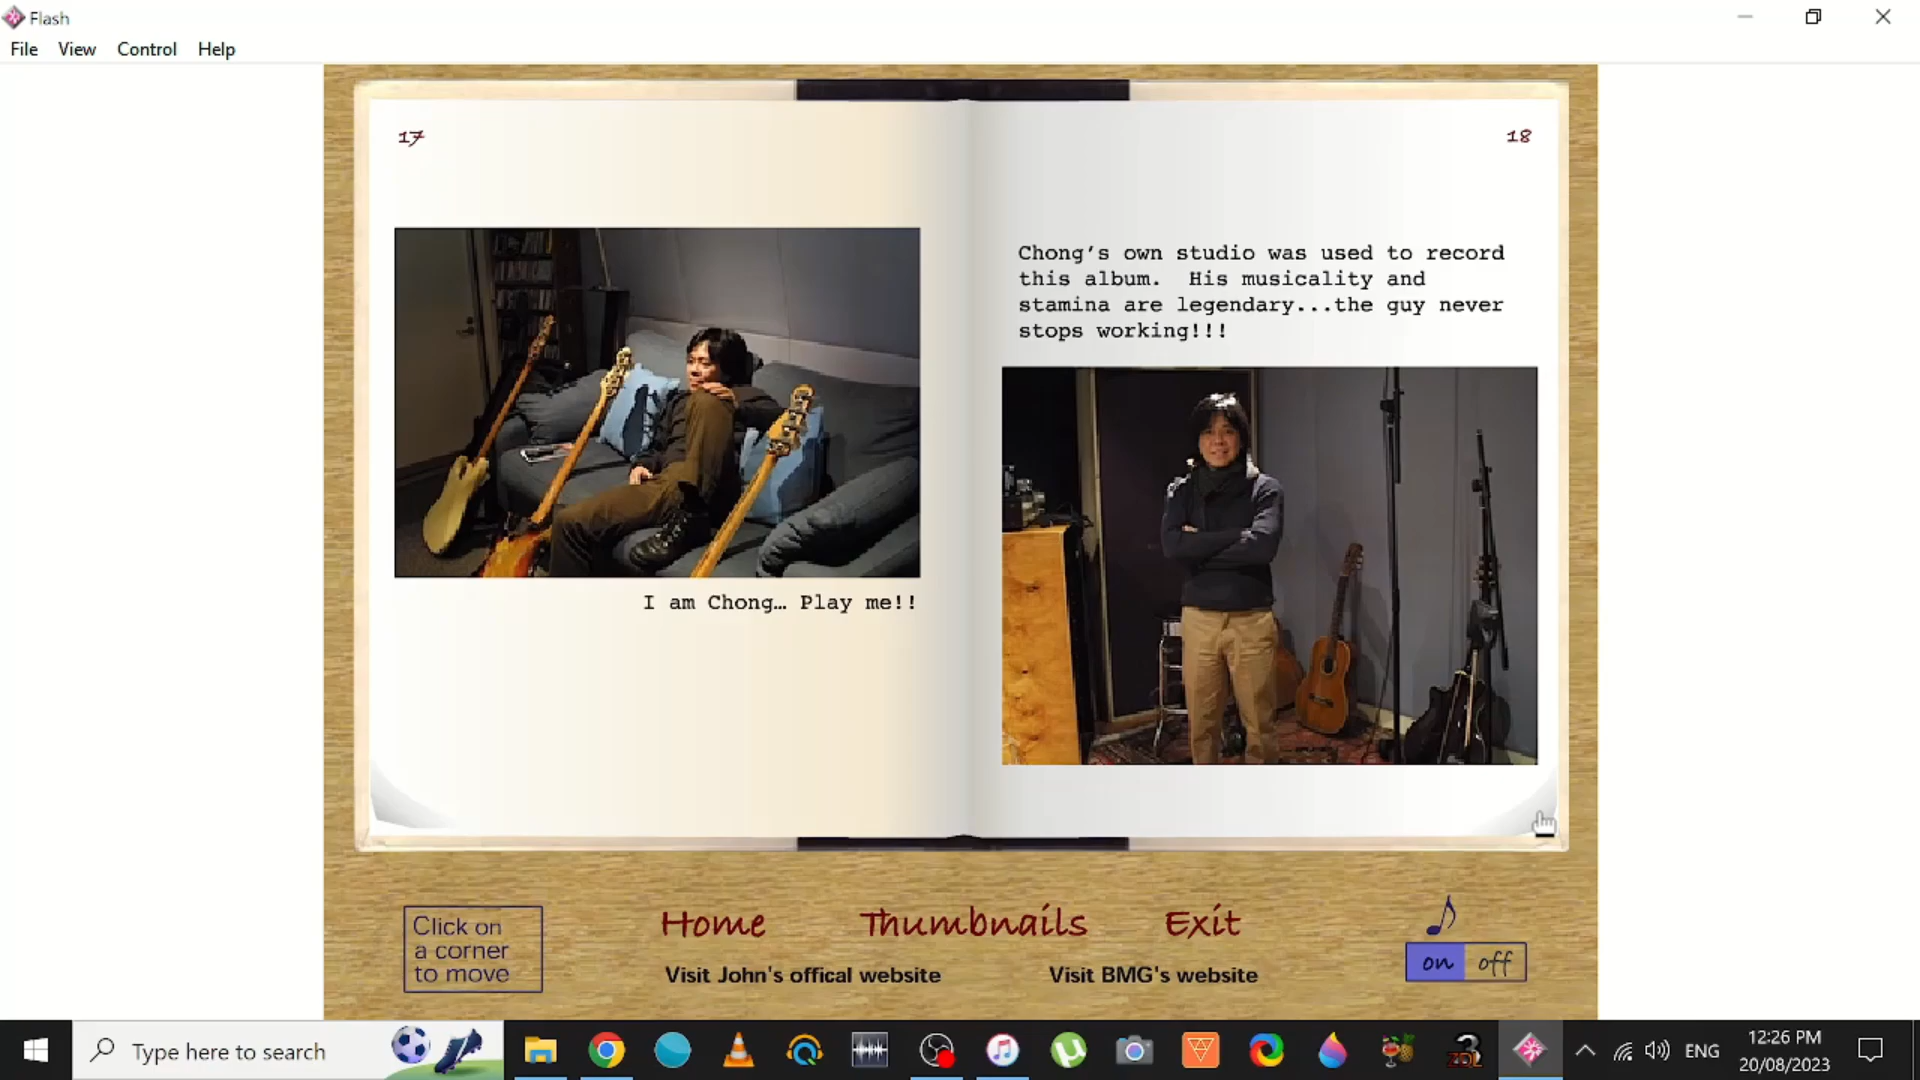 Flash
File View Control Help
17
18
Chong's own studio was used to record
this album.  His musicality and
stamina are legendary...the guy never
stops working!!!
I am Chong… Play me!!
Click on
a corner
to move
Home Thumbnails Exit
Visit John's offical website Visit BMG's website
on off
Type here to search
ENG
12:26 PM
20/08/2023